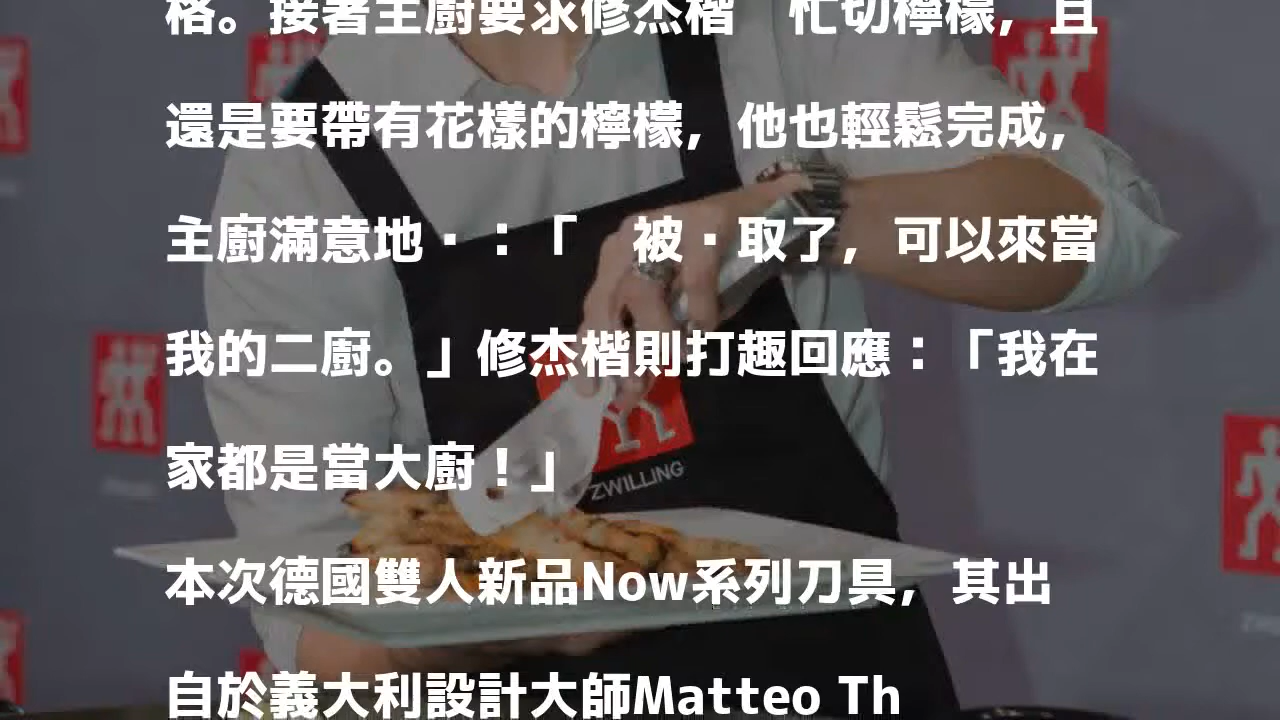 格。接著主廚要求修杰楷　忙切檸檬，且
還是要帶有花樣的檸檬，他也輕鬆完成，
主廚滿意地▪：「　被▪取了，可以來當
我的二廚。」修杰楷則打趣回應：「我在
家都是當大廚！」
ZWILLING
本次德國雙人新品Now系列刀具，其出
自於義大利設計大師Matteo Th